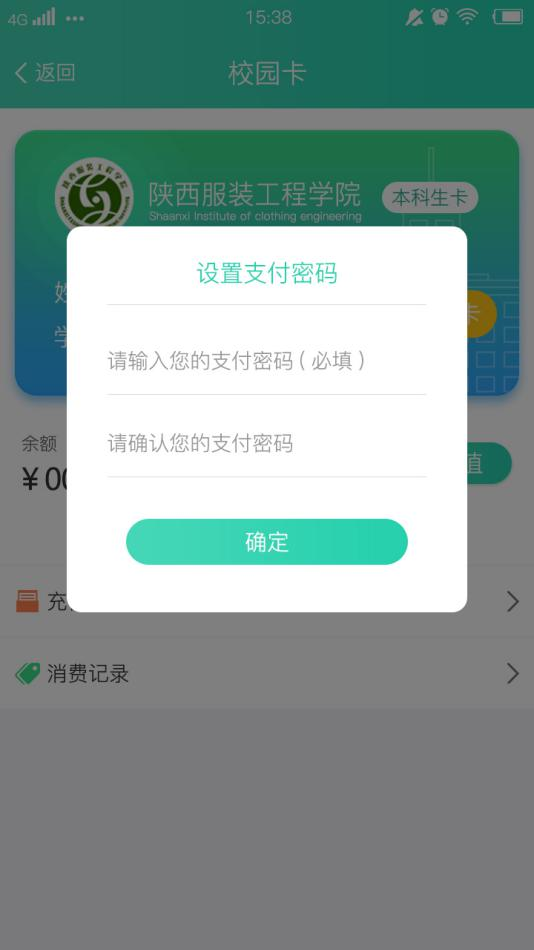 4G 15:38
返回 校园卡
陕西服装工程学院 本科生卡
Shaanxi Institute of clothing engineering
设置支付密码
卡
请输入您的支付密码 ( 必填 )
余额
请确认您的支付密码
值
¥00
确定
充
消费记录